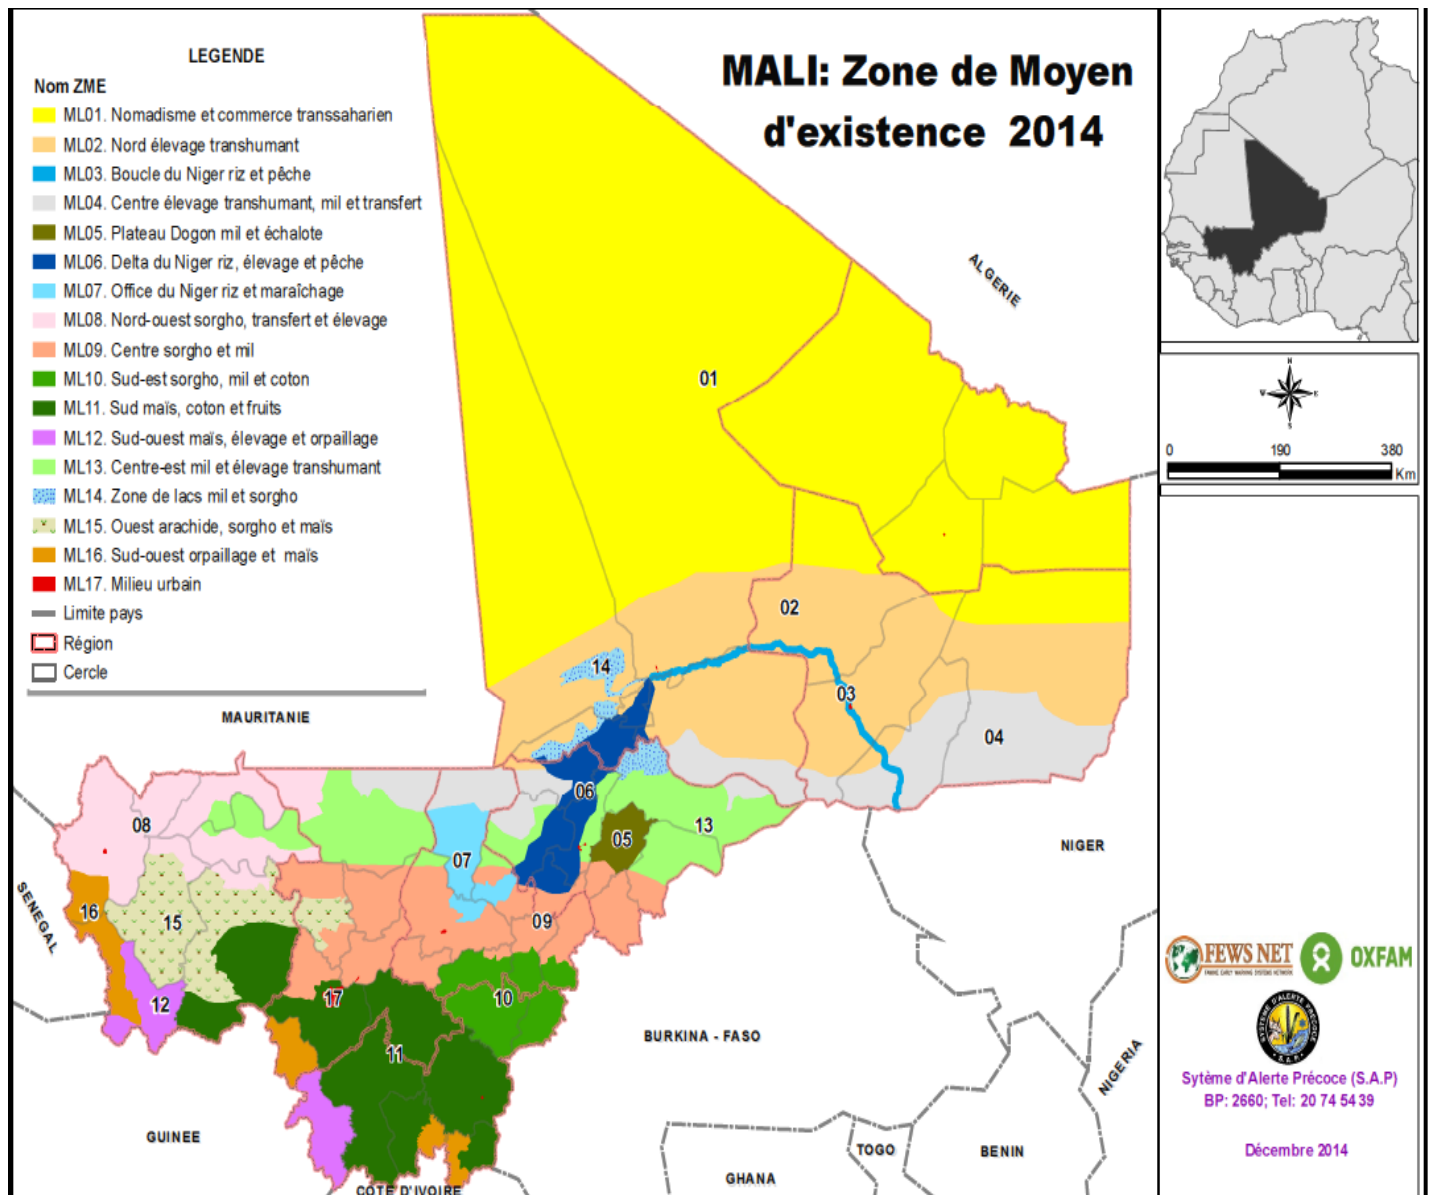 LEGENDE
Nom ZME
ML01. Nomadisme et commerce transsaharien
ML02. Nord élevage transhumant
ML03. Boucle du Niger riz et pêche
ML04. Centre élevage transhumant, mil et transfert
ML05. Plateau Dogon mil et échalote
ML06. Delta du Niger riz, élevage et pêche
ML07. Office du Niger riz et maraîchage
ML08. Nord-ouest sorgho, transfert et élevage
ML09. Centre sorgho et mil
ML10. Sud-est sorgho, mil et coton
ML11. Sud maïs, coton et fruits
ML12. Sud-ouest maïs, élevage et orpaillage
ML13. Centre-est mil et élevage transhumant
ML14. Zone de lacs mil et sorgho
ML15. Ouest arachide, sorgho et maïs
ML16. Sud-ouest orpaillage et maïs
ML17. Milieu urbain
Limite pays
Région
Cercle
MALI: Zone de Moyen
d'existence 2014
ALGERIE
01
02
14
03
04
MAURITANIE
06
08
05
13
07
NIGER
SENEGAL
16
15
09
12
17
10
11
BURKINA - FASO
NIGERIA
GUINEE
TOGO
BENIN
GHANA
COTE D'IVOIRE
N
W E
S
0 190 380
Km
FEWS NET
FAMINE EARLY WARNING SYSTEMS NETWORK
OXFAM
SYSTÈME D'ALERTE PRÉCOCE
S.A.P
Sytème d'Alerte Précoce (S.A.P)
BP: 2660; Tel: 20 74 54 39
Décembre 2014